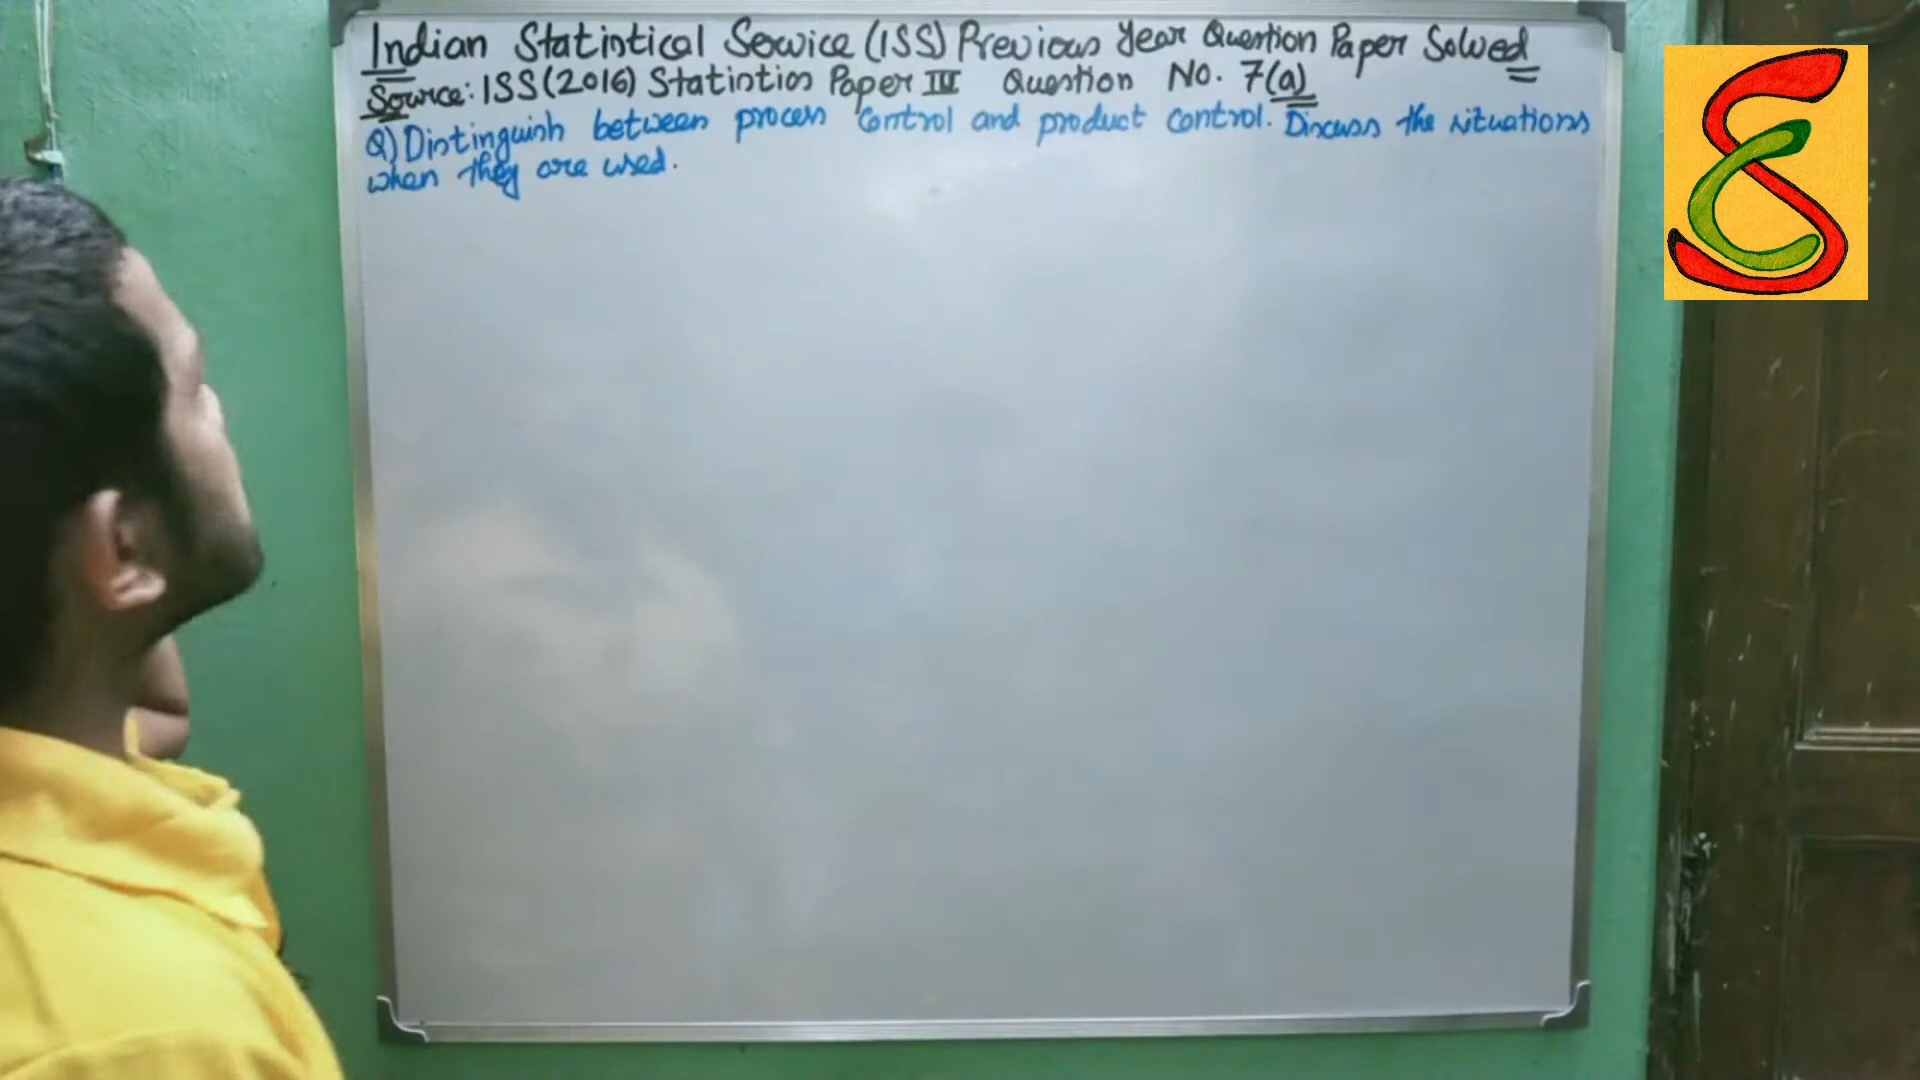 Indian Statistical Service (ISS) Previous Year Question Paper Solved
Source: ISS (2016) Statistics Paper III Question No. 7(a)
Q) Distinguish between process control and product control. Discuss the situations
when they are used.